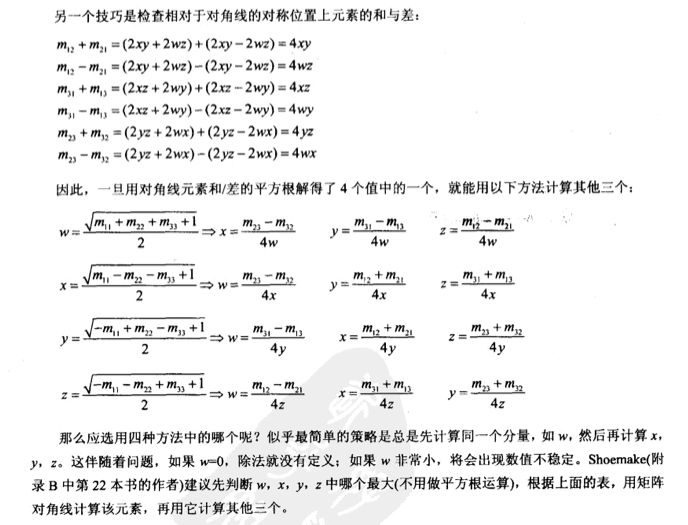 另一个技巧是检查相对于对角线的对称位置上元素的和与差：
m₁₂ + m₂₁ = (2xy + 2wz) + (2xy − 2wz) = 4xy
m₁₂ − m₂₁ = (2xy + 2wz) − (2xy − 2wz) = 4wz
m₃₁ + m₁₃ = (2xz + 2wy) + (2xz − 2wy) = 4xz
m₃₁ − m₁₃ = (2xz + 2wy) − (2xz − 2wy) = 4wy
m₂₃ + m₃₂ = (2yz + 2wx) + (2yz − 2wx) = 4yz
m₂₃ − m₃₂ = (2yz + 2wx) − (2yz − 2wx) = 4wx
因此，一旦用对角线元素和/差的平方根解得了 4 个值中的一个，就能用以下方法计算其他三个：
w = √(m₁₁ + m₂₂ + m₃₃ + 1) / 2 ⇒ x = (m₂₃ − m₃₂) / 4w y = (m₃₁ − m₁₃) / 4w z = (m₁₂ − m₂₁) / 4w
x = √(m₁₁ − m₂₂ − m₃₃ + 1) / 2 ⇒ w = (m₂₃ − m₃₂) / 4x y = (m₁₂ + m₂₁) / 4x z = (m₃₁ + m₁₃) / 4x
y = √(−m₁₁ + m₂₂ − m₃₃ + 1) / 2 ⇒ w = (m₃₁ − m₁₃) / 4y x = (m₁₂ + m₂₁) / 4y z = (m₂₃ + m₃₂) / 4y
z = √(−m₁₁ − m₂₂ + m₃₃ + 1) / 2 ⇒ w = (m₁₂ − m₂₁) / 4z x = (m₃₁ + m₁₃) / 4z y = (m₂₃ + m₃₂) / 4z
那么应选用四种方法中的哪个呢？似乎最简单的策略是总是先计算同一个分量，如 w，然后再计算 x，
y，z。这伴随着问题，如果 w=0，除法就没有定义；如果 w 非常小，将会出现数值不稳定。Shoemake(附
录 B 中第 22 本书的作者)建议先判断 w，x，y，z 中哪个最大(不用做平方根运算)，根据上面的表，用矩阵
对角线计算该元素，再用它计算其他三个。